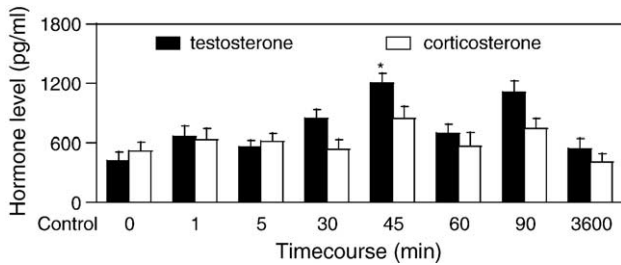 Hormone level (pg/ml)
1800
1200
600
0
testosterone
corticosterone
*
Control 0 1 5 30 45 60 90 3600
Timecourse (min)